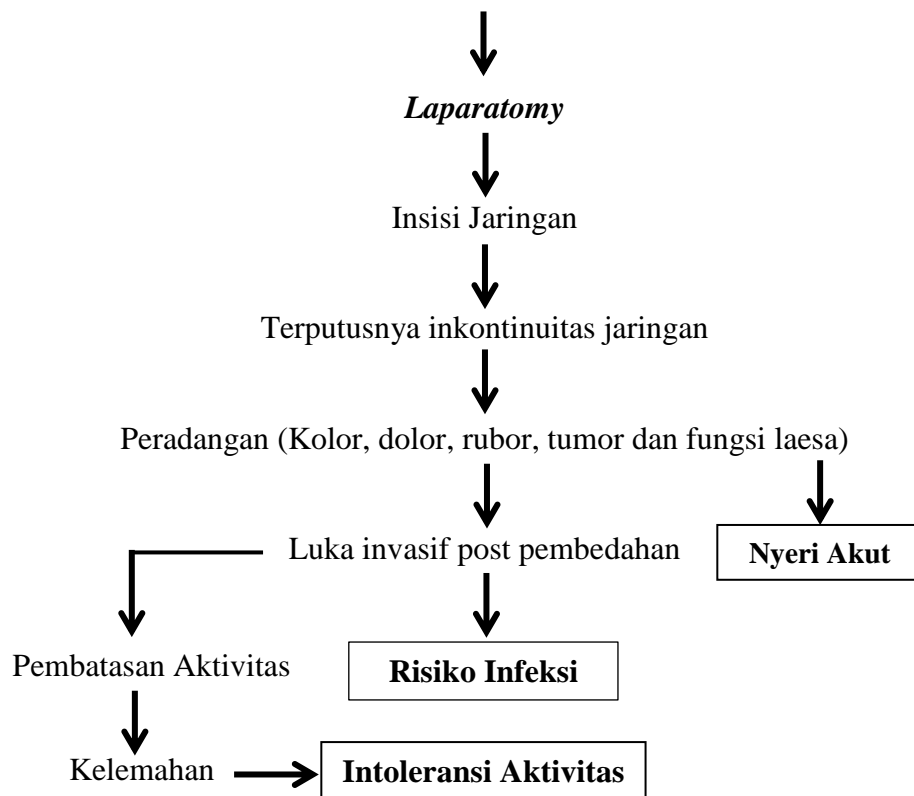 Laparatomy
Insisi Jaringan
Terputusnya inkontinuitas jaringan
Peradangan (Kolor, dolor, rubor, tumor dan fungsi laesa)
Luka invasif post pembedahan
Nyeri Akut
Pembatasan Aktivitas
Risiko Infeksi
Kelemahan
Intoleransi Aktivitas